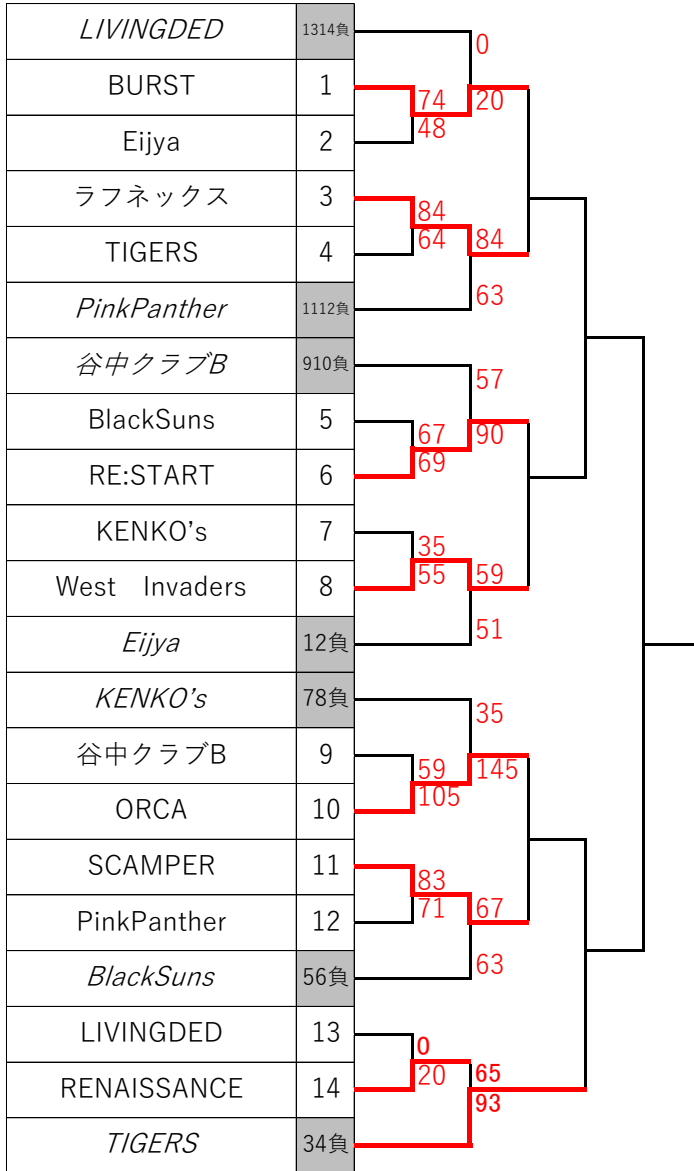 LIVINGDED 1314負
0
BURST 1
74 20
Eijya 2
48
ラフネックス 3
84
TIGERS 4
64 84
PinkPanther 1112負
63
谷中クラブB 910負
57
BlackSuns 5
67 90
RE:START 6
69
KENKO's 7
35
West　Invaders 8
55 59
Eijya 12負
51
KENKO's 78負
35
谷中クラブB 9
59 145
ORCA 10
105
SCAMPER 11
83
PinkPanther 12
71 67
BlackSuns 56負
63
LIVINGDED 13
0
RENAISSANCE 14
20 65
93
TIGERS 34負